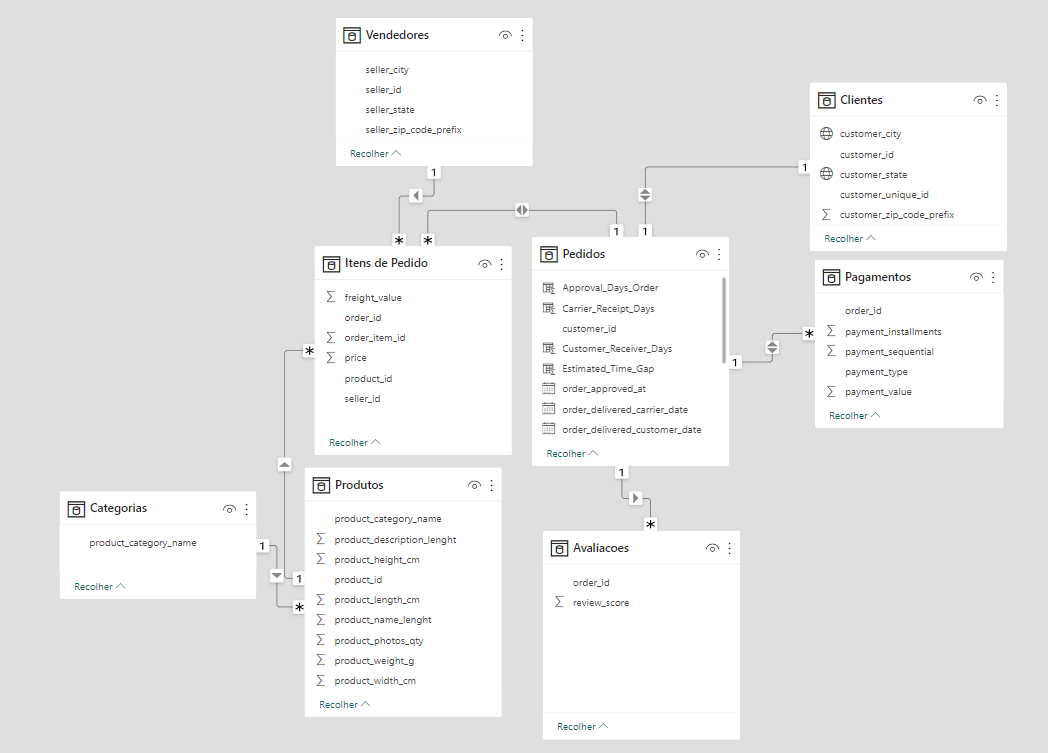 Vendedores
seller_city
seller_id
seller_state
seller_zip_code_prefix
Recolher
1
*
*
1
1
1
Clientes
customer_city
customer_id
customer_state
customer_unique_id
customer_zip_code_prefix
Recolher
Itens de Pedido
freight_value
order_id
order_item_id
price
product_id
seller_id
Recolher
*
Pedidos
Approval_Days_Order
Carrier_Receipt_Days
customer_id
Customer_Receiver_Days
Estimated_Time_Gap
order_approved_at
order_delivered_carrier_date
order_delivered_customer_date
Recolher
1
*
Pagamentos
order_id
payment_installments
payment_sequential
payment_type
payment_value
Recolher
Categorias
product_category_name
Recolher
1
1
*
Produtos
product_category_name
product_description_lenght
product_height_cm
product_id
product_length_cm
product_name_lenght
product_photos_qty
product_weight_g
product_width_cm
Recolher
1
*
Avaliacoes
order_id
review_score
Recolher